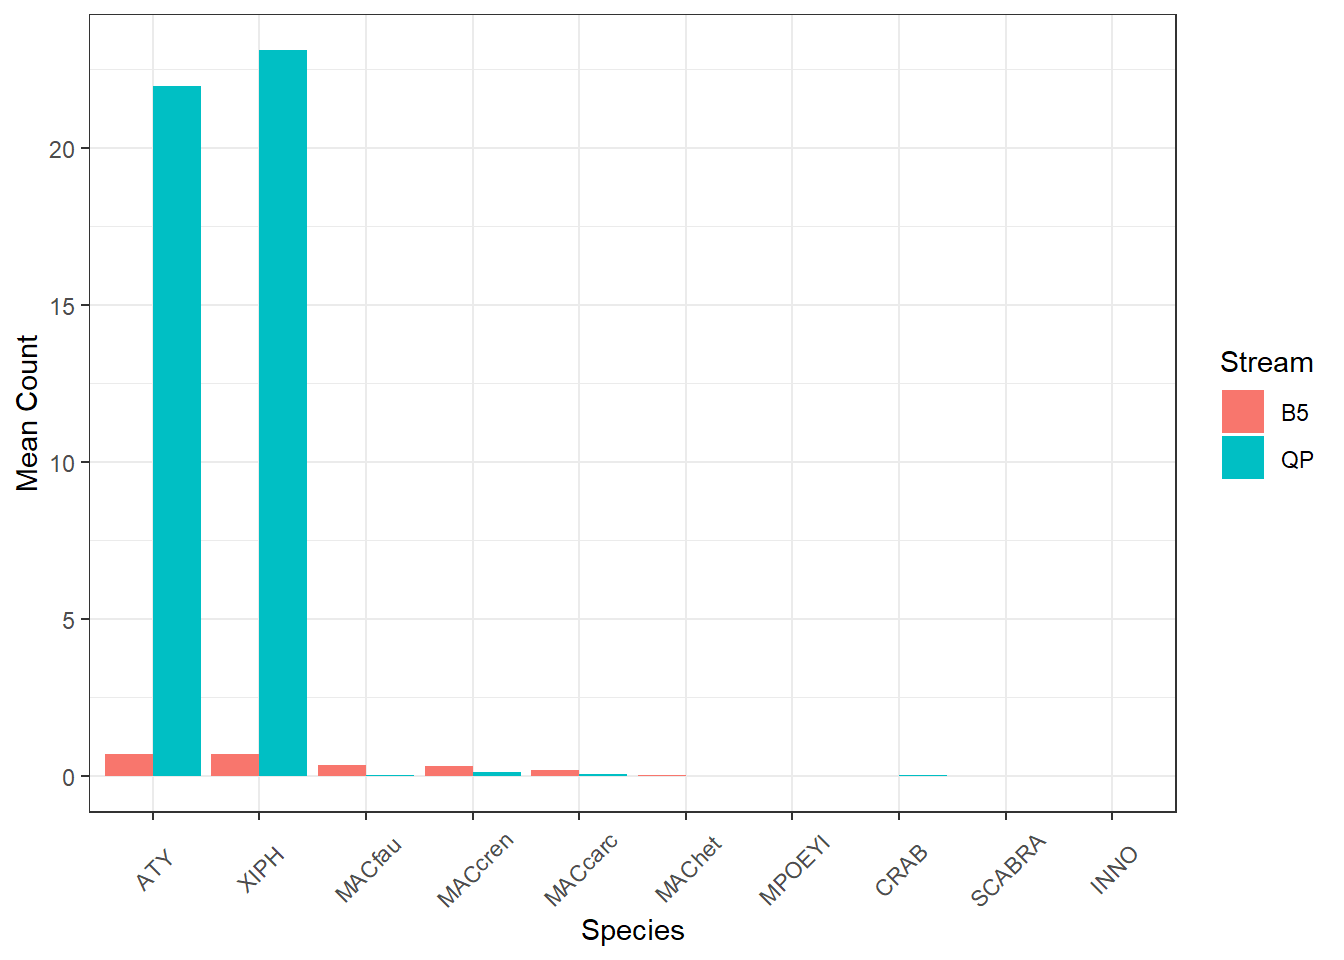 20
15
10
5
0
Mean Count
ATY
XIPH
MACfau
MACcren
MACcarc
MAChet
MPOEYI
CRAB
SCABRA
INNO
Species
Stream
B5
QP